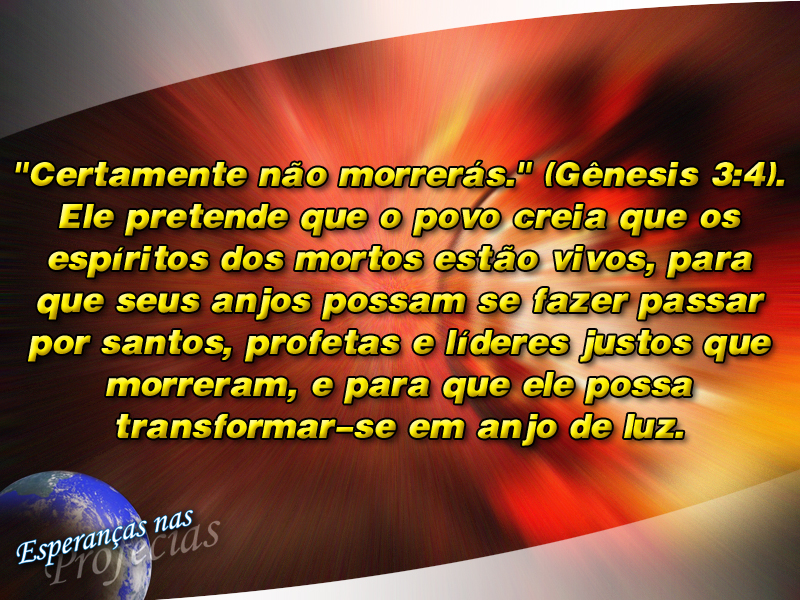 "Certamente não morrerás." (Gênesis 3:4).
Ele pretende que o povo creia que os
espíritos dos mortos estão vivos, para
que seus anjos possam se fazer passar
por santos, profetas e líderes justos que
morreram, e para que ele possa
transformar-se em anjo de luz.
Esperanças nas
Profecias